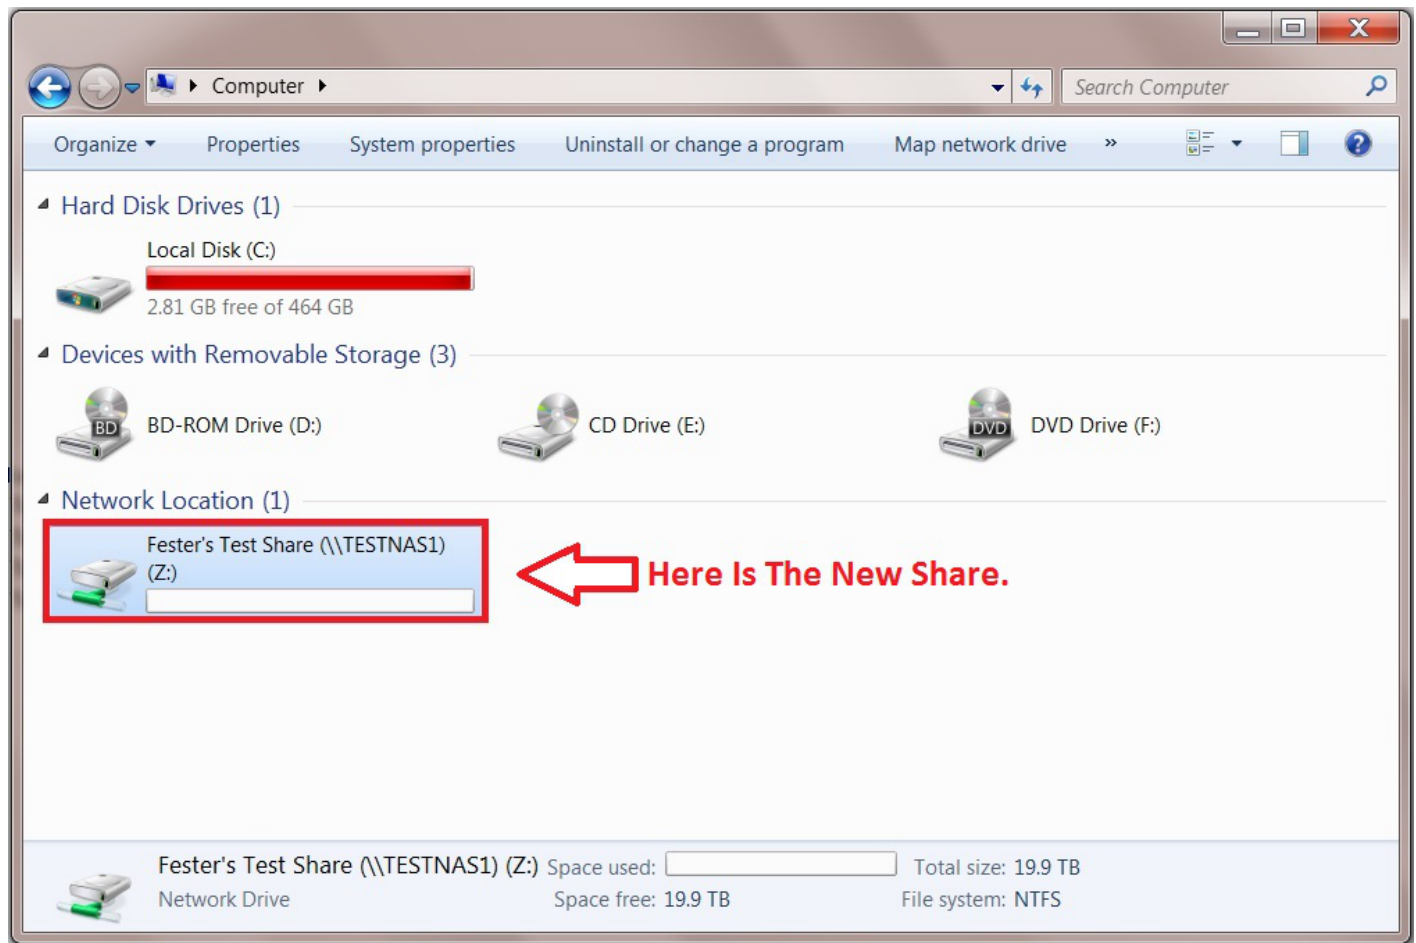 Computer
Search Computer
Organize Properties System properties Uninstall or change a program Map network drive »
Hard Disk Drives (1)
Local Disk (C:)
2.81 GB free of 464 GB
Devices with Removable Storage (3)
BD BD-ROM Drive (D:) CD Drive (E:) DVD DVD Drive (F:)
Network Location (1)
Fester's Test Share (\\TESTNAS1)
(Z:)
Here Is The New Share.
Fester's Test Share (\\TESTNAS1) (Z:) Space used: Total size: 19.9 TB
Network Drive Space free: 19.9 TB File system: NTFS